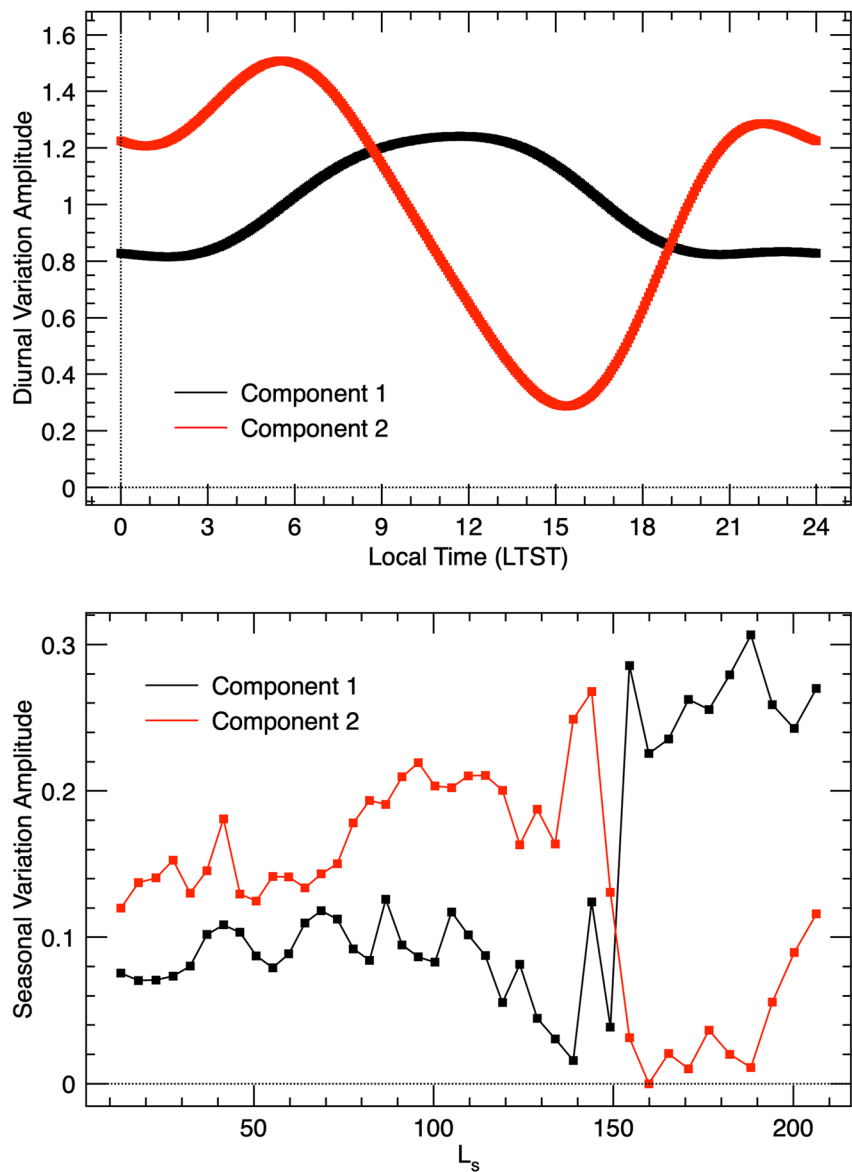 Diurnal Variation Amplitude
1.6
1.4
1.2
1
0.8
0.6
0.4
0.2
0
Component 1
Component 2
0 3 6 9 12 15 18 21 24
Local Time (LTST)
Seasonal Variation Amplitude
0.3
0.2
0.1
0
Component 1
Component 2
50 100 150 200
Ls